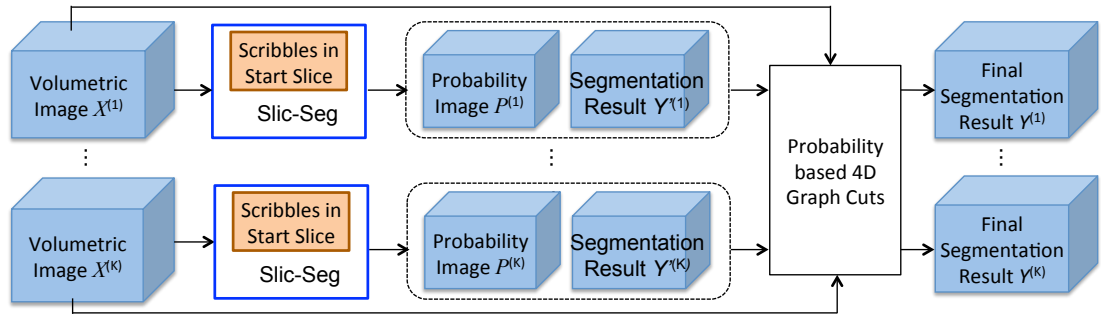 Volumetric
Image X⁽¹⁾
Scribbles in
Start Slice
Slic-Seg
Probability
Image P⁽¹⁾
Segmentation
Result Y'⁽¹⁾
Final
Segmentation
Result Y⁽¹⁾
Probability
based 4D
Graph Cuts
Volumetric
Image X⁽ᴷ⁾
Scribbles in
Start Slice
Slic-Seg
Probability
Image P⁽ᴷ⁾
Segmentation
Result Y'⁽ᴷ⁾
Final
Segmentation
Result Y⁽ᴷ⁾